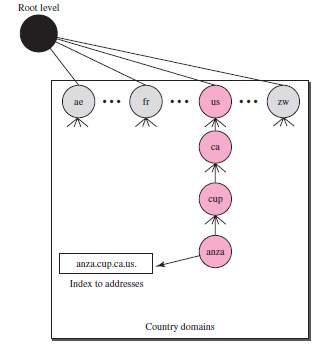 Root level
ae ••• fr ••• us ••• zw
ca
cup
anza
anza.cup.ca.us.
Index to addresses
Country domains